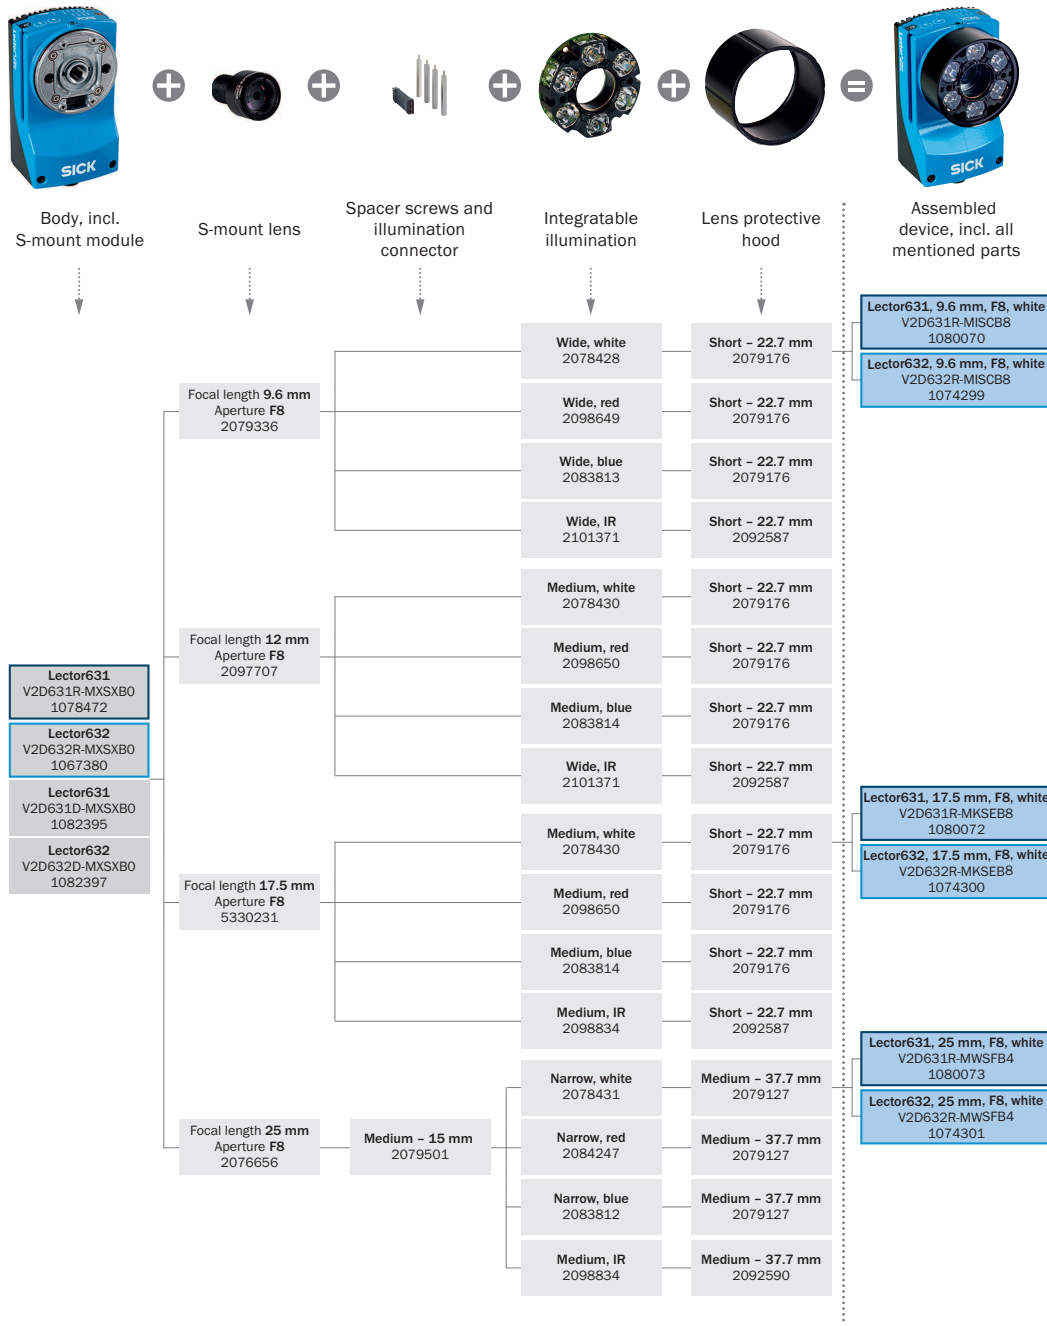 SICK
SICK
Body, incl.
S-mount module
S-mount lens
Spacer screws and
illumination
connector
Integratable
illumination
Lens protective
hood
Assembled
device, incl. all
mentioned parts
Lector631
V2D631R-MXSXB0
1078472
Lector632
V2D632R-MXSXB0
1067380
Lector631
V2D631D-MXSXB0
1082395
Lector632
V2D632D-MXSXB0
1082397
Focal length 9.6 mm
Aperture F8
2079336
Wide, white
2078428
Short – 22.7 mm
2079176
Lector631, 9.6 mm, F8, white
V2D631R-MISCB8
1080070
Lector632, 9.6 mm, F8, white
V2D632R-MISCB8
1074299
Wide, red
2098649
Short – 22.7 mm
2079176
Wide, blue
2083813
Short – 22.7 mm
2079176
Wide, IR
2101371
Short – 22.7 mm
2092587
Focal length 12 mm
Aperture F8
2097707
Medium, white
2078430
Short – 22.7 mm
2079176
Medium, red
2098650
Short – 22.7 mm
2079176
Medium, blue
2083814
Short – 22.7 mm
2079176
Wide, IR
2101371
Short – 22.7 mm
2092587
Focal length 17.5 mm
Aperture F8
5330231
Medium, white
2078430
Short – 22.7 mm
2079176
Lector631, 17.5 mm, F8, white
V2D631R-MKSEB8
1080072
Lector632, 17.5 mm, F8, white
V2D632R-MKSEB8
1074300
Medium, red
2098650
Short – 22.7 mm
2079176
Medium, blue
2083814
Short – 22.7 mm
2079176
Medium, IR
2098834
Short – 22.7 mm
2092587
Focal length 25 mm
Aperture F8
2076656
Medium – 15 mm
2079501
Narrow, white
2078431
Medium – 37.7 mm
2079127
Lector631, 25 mm, F8, white
V2D631R-MWSFB4
1080073
Lector632, 25 mm, F8, white
V2D632R-MWSFB4
1074301
Narrow, red
2084247
Medium – 37.7 mm
2079127
Narrow, blue
2083812
Medium – 37.7 mm
2079127
Medium, IR
2098834
Medium – 37.7 mm
2092590